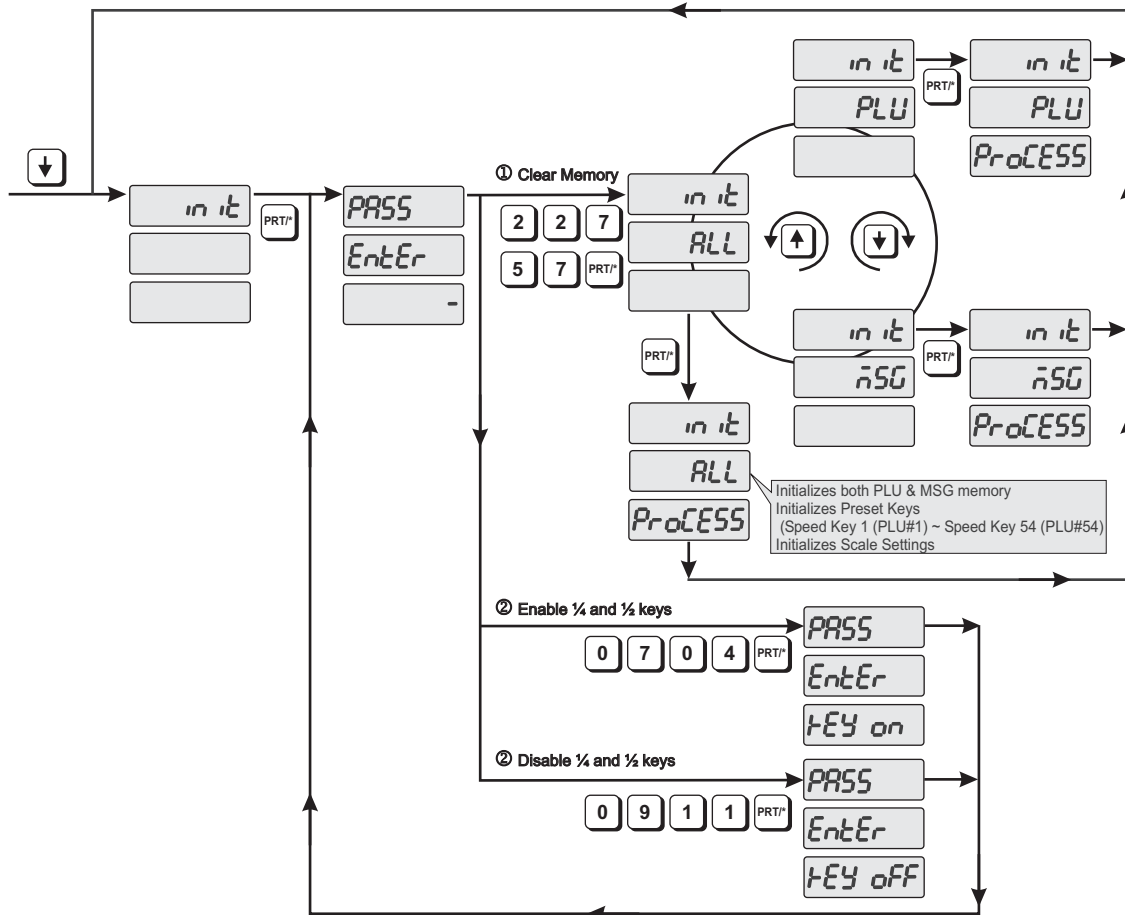 init
PLU
PRT/*
init
PLU
ProCESS
init
PRT/*
PASS
EntEr
-
① Clear Memory
2 2 7
5 7 PRT/*
init
ALL
init
MSG
PRT/*
init
MSG
ProCESS
PRT/*
init
ALL
ProCESS
Initializes both PLU & MSG memory
Initializes Preset Keys
(Speed Key 1 (PLU#1) ~ Speed Key 54 (PLU#54)
Initializes Scale Settings
② Enable ¼ and ½ keys
0 7 0 4 PRT/*
PASS
EntEr
KEY on
② Disable ¼ and ½ keys
0 9 1 1 PRT/*
PASS
EntEr
KEY oFF